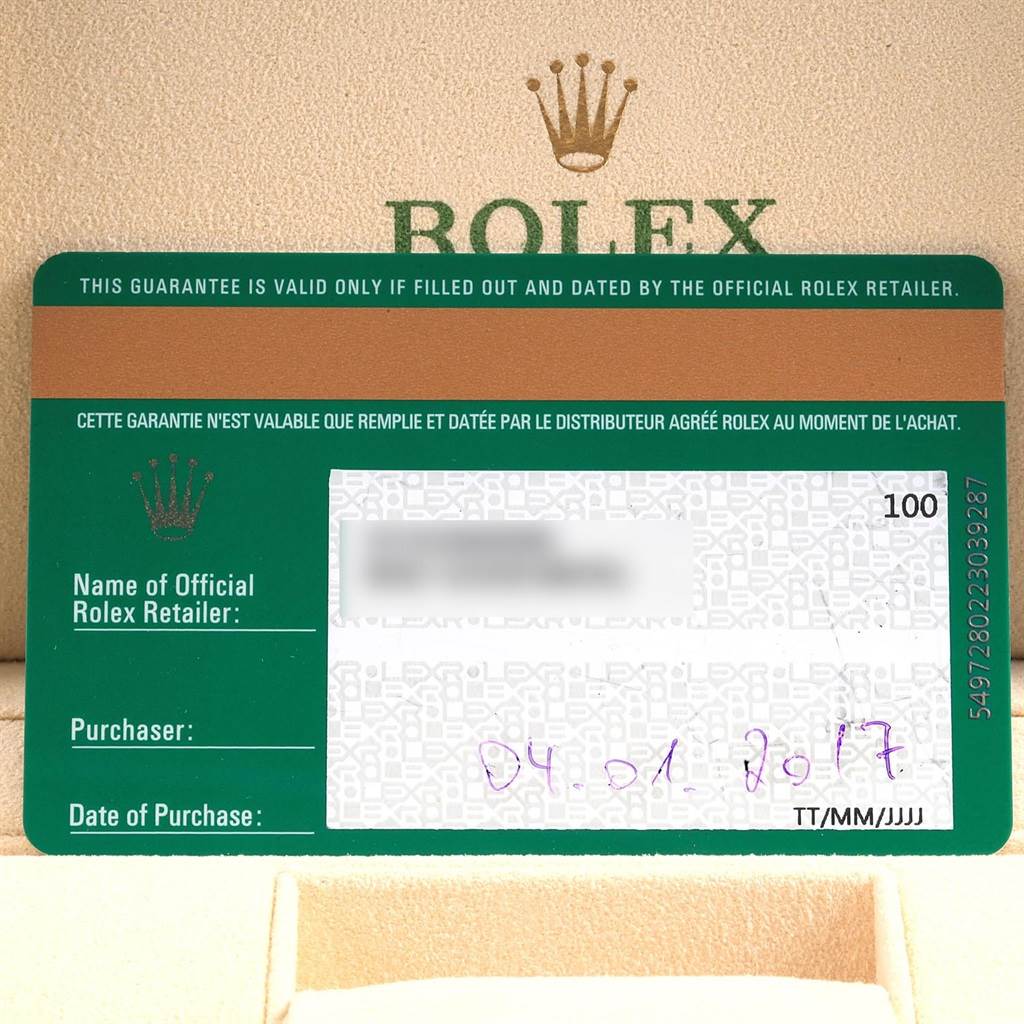 ROLEX
THIS GUARANTEE IS VALID ONLY IF FILLED OUT AND DATED BY THE OFFICIAL ROLEX RETAILER.
CETTE GARANTIE N'EST VALABLE QUE REMPLIE ET DATÉE PAR LE DISTRIBUTEUR AGRÉÉ ROLEX AU MOMENT DE L'ACHAT.
100
Name of Official
Rolex Retailer:
Purchaser:
04.01.2017
Date of Purchase:
TT/MM/JJJJ
5497280223039287